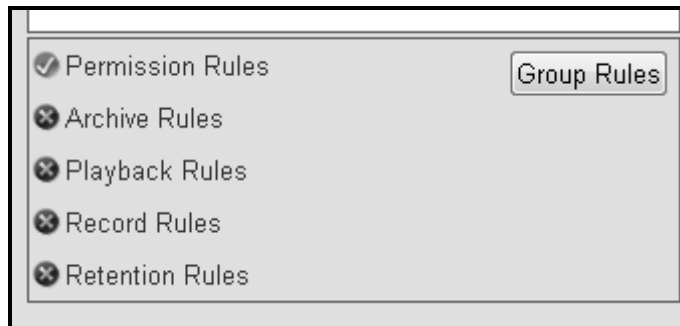 Permission Rules
Group Rules
Archive Rules
Playback Rules
Record Rules
Retention Rules